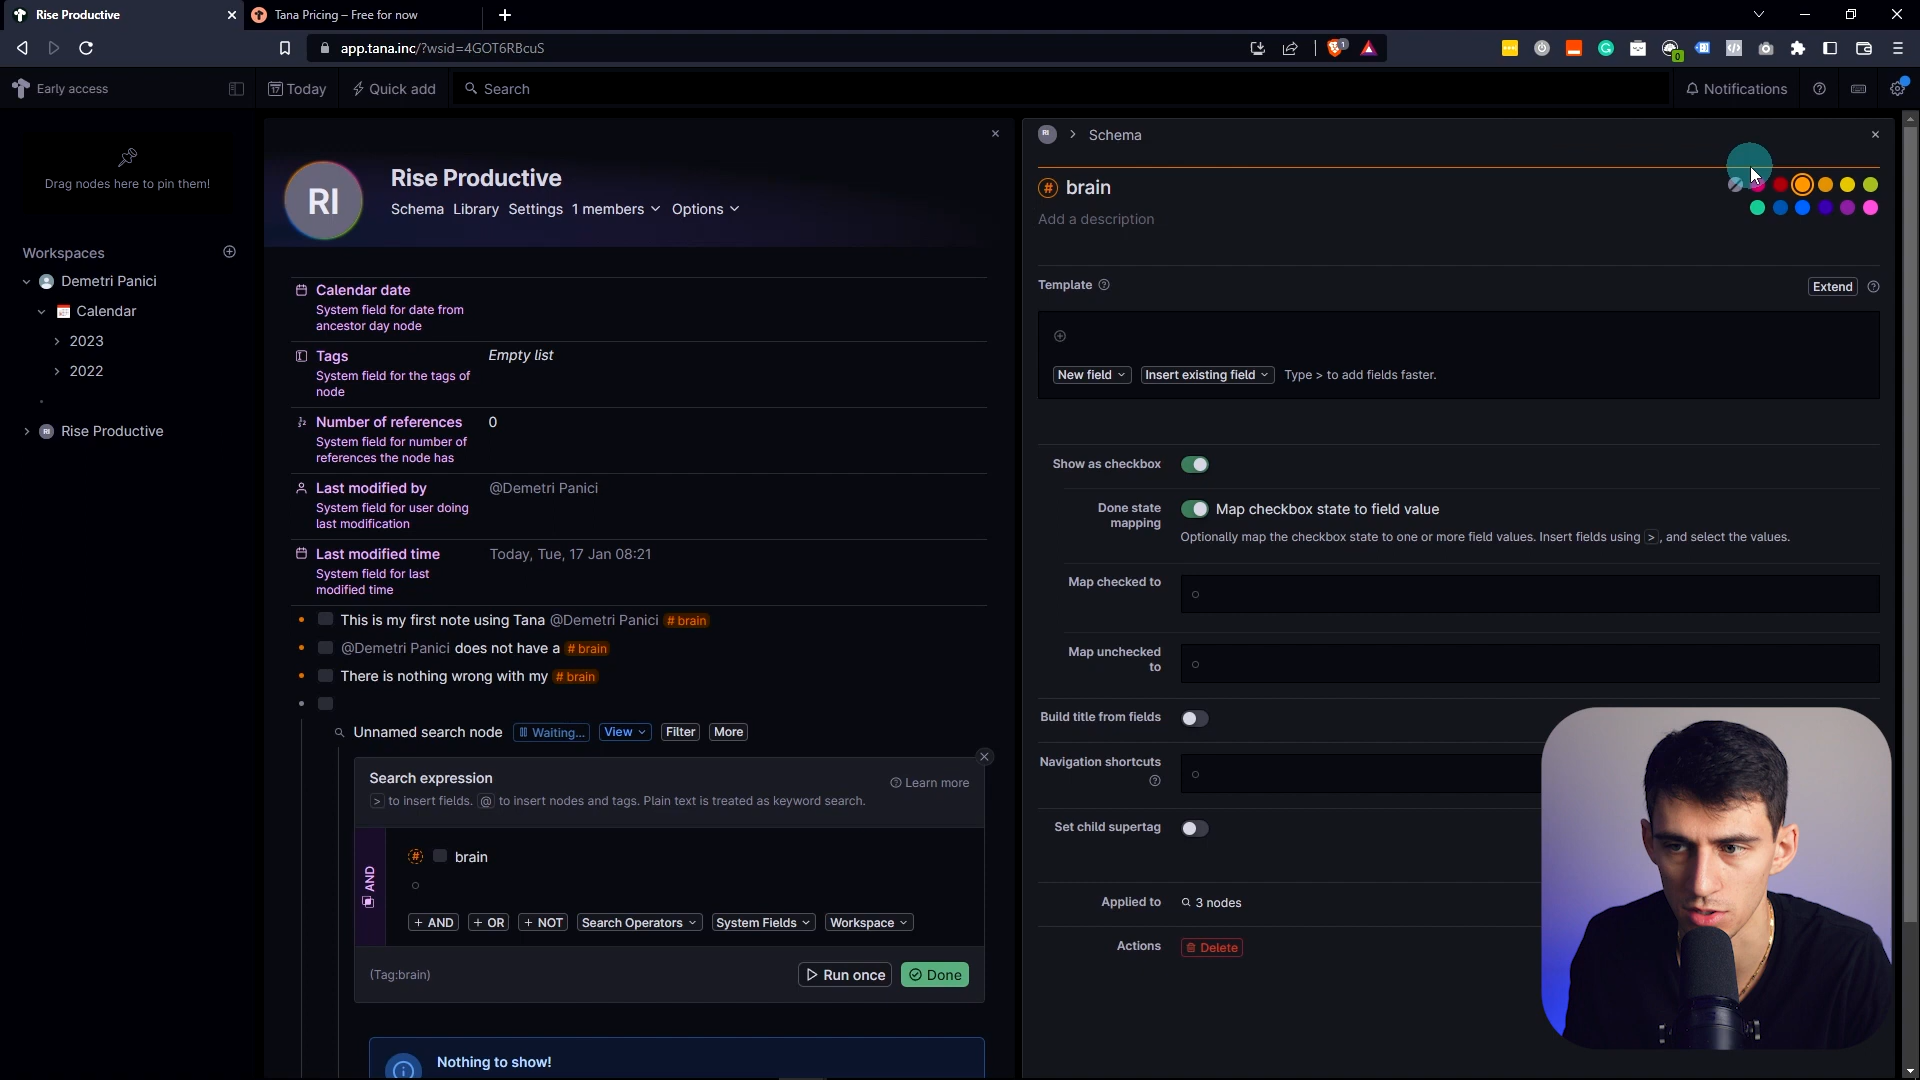 Rise Productive
Tana Pricing – Free for now
app.tana.inc/?wsid=4GOT6RBcuS
Early access
Today
Quick add
Search
Notifications
Drag nodes here to pin them!
Workspaces
Demetri Panici
Calendar
2023
2022
RI Rise Productive
RI
Rise Productive
Schema Library Settings 1 members Options
Calendar date
System field for date from
ancestor day node
Tags
Empty list
System field for the tags of
node
Number of references
0
System field for number of
references the node has
Last modified by
@Demetri Panici
System field for user doing
last modification
Last modified time
Today, Tue, 17 Jan 08:21
System field for last
modified time
This is my first note using Tana @Demetri Panici # brain
@Demetri Panici does not have a # brain
There is nothing wrong with my # brain
Unnamed search node Waiting... View Filter More
Search expression
Learn more
> to insert fields. @ to insert nodes and tags. Plain text is treated as keyword search.
AND
# brain
+ AND + OR + NOT Search Operators System Fields Workspace
(Tag:brain)
Run once Done
Nothing to show!
RI > Schema
# brain
Add a description
Template
Extend
New field Insert existing field Type > to add fields faster.
Show as checkbox
Done state
mapping
Map checkbox state to field value
Optionally map the checkbox state to one or more field values. Insert fields using >, and select the values.
Map checked to
Map unchecked
to
Build title from fields
Navigation shortcuts
Set child supertag
Applied to 3 nodes
Actions Delete